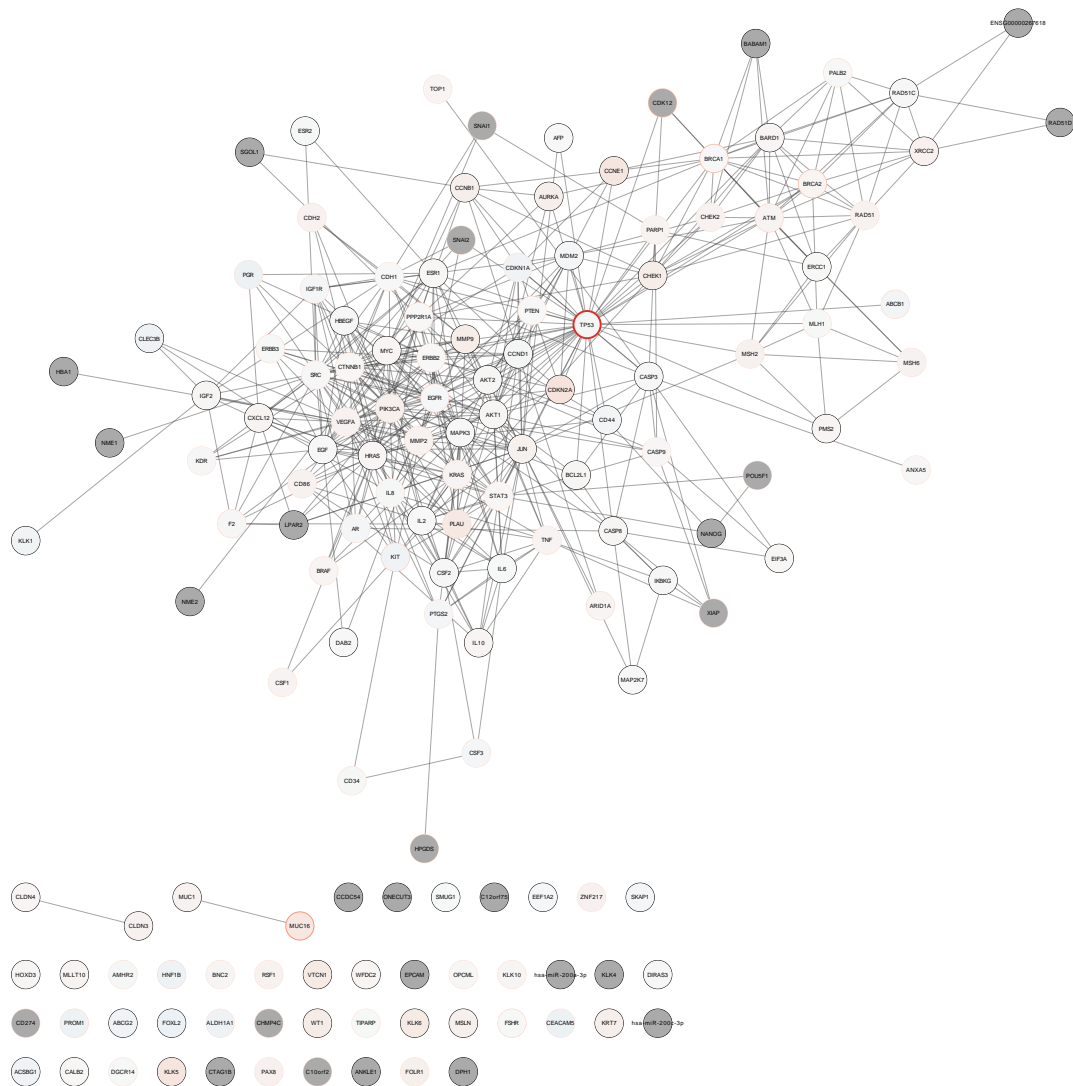 ENSG00000267618
BABAM1
PALB2
TOP1
RAD51C
CDK12
SNAI1
RAD51D
ESR2
AFP
BARD1
SGOL1
BRCA1
XRCC2
CCNE1
BRCA2
CCNB1
AURKA
CDH2
CHEK2
ATM
RAD51
PARP1
SNAI2
MDM2
PGR
IGF1R
CDH1
ESR1
CDKN1A
CHEK1
ERCC1
ABCB1
HBEGF
PPP2R1A
PTEN
TP53
MLH1
CLEC3B
ERBB3
MYC
MMP9
ERBB2
CCND1
MSH2
MSH6
HBA1
SRC
CTNNB1
AKT2
CASP3
IGF2
EGFR
CDKN2A
PIK3CA
AKT1
CXCL12
VEGFA
CD44
PMS2
NME1
MMP2
MAPK3
KDR
EGF
HRAS
JUN
CASP9
ANXA5
CD86
IL8
KRAS
BCL2L1
POU5F1
STAT3
F2
LPAR2
AR
IL2
PLAU
CASP8
NANOG
KLK1
TNF
KIT
EIF3A
BRAF
CSF2
IL6
IKBKG
NME2
PTGS2
ARID1A
XIAP
DAB2
IL10
CSF1
MAP2K7
CSF3
CD34
HPGDS
CLDN4
MUC1
CCDC54
ONECUT3
SMUG1
C12orf75
EEF1A2
ZNF217
SKAP1
CLDN3
MUC16
HOXD3
MLLT10
AMHR2
HNF1B
BNC2
RSF1
VTCN1
WFDC2
EPCAM
OPCML
KLK10
hsa-miR-200a-3p
KLK4
DIRAS3
CD274
PROM1
ABCG2
FOXL2
ALDH1A1
CHMP4C
WT1
TIPARP
KLK6
MSLN
FSHR
CEACAM5
KRT7
hsa-miR-200c-3p
ACSBG1
CALB2
DGCR14
KLK5
CTAG1B
PAX8
C10orf2
ANKLE1
FOLR1
DPH1